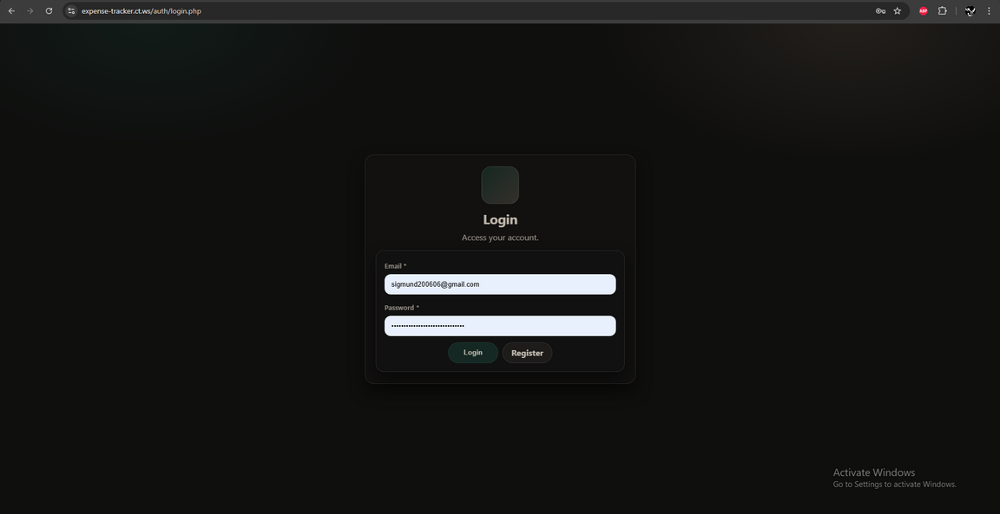 expense-tracker.ct.ws/auth/login.php
ABP
Login
Access your account.
Email *
sigmund200606@gmail.com
Password *
Login
Register
Activate Windows
Go to Settings to activate Windows.